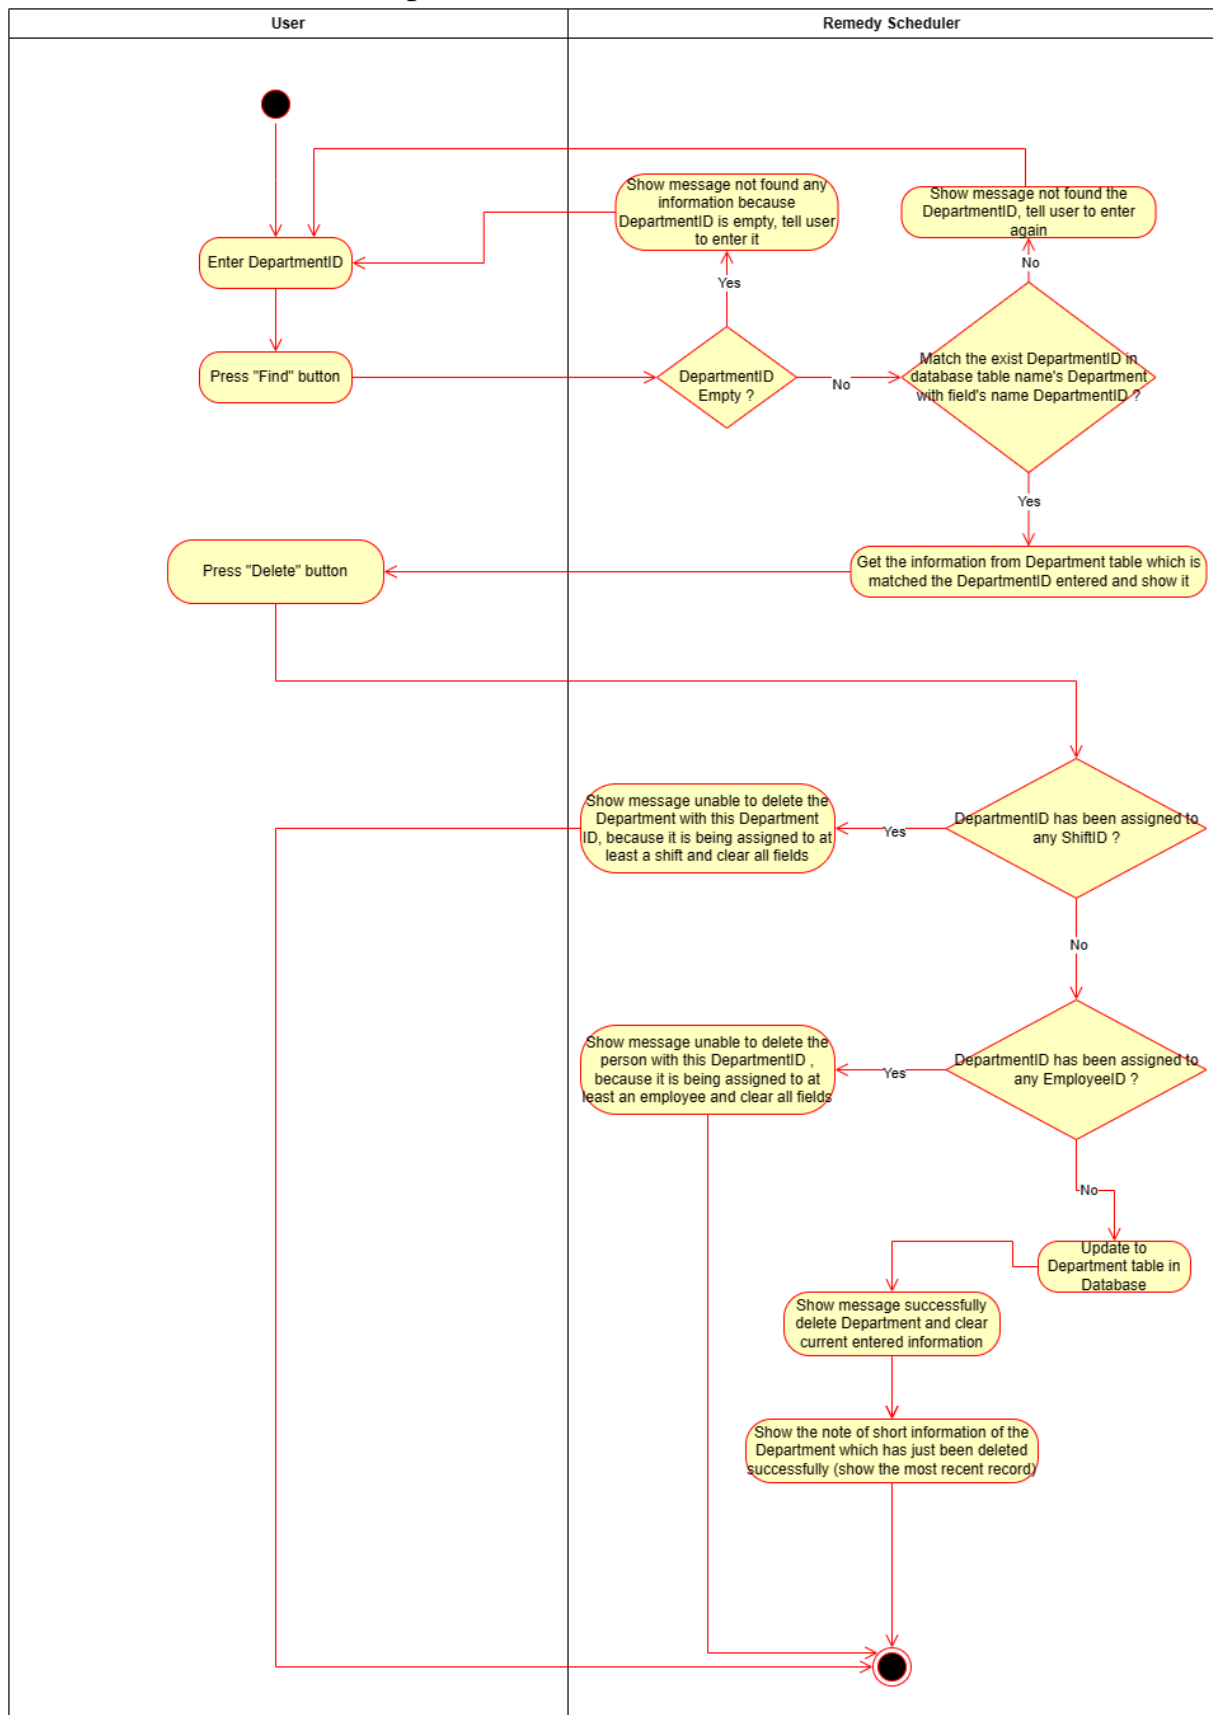 User
Remedy Scheduler
Show message not found any
information because
DepartmentID is empty, tell user
to enter it
Show message not found the
DepartmentID, tell user to enter
again
Enter DepartmentID
Yes
No
Press "Find" button
DepartmentID
Empty ?
No
Match the exist DepartmentID in
database table name's Department
with field's name DepartmentID ?
Yes
Press "Delete" button
Get the information from Department table which is
matched the DepartmentID entered and show it
Show message unable to delete the
Department with this Department
ID, because it is being assigned to at
least a shift and clear all fields
Yes
DepartmentID has been assigned to
any ShiftID ?
No
Show message unable to delete the
person with this DepartmentID ,
because it is being assigned to at
least an employee and clear all fields
Yes
DepartmentID has been assigned to
any EmployeeID ?
No
Update to
Department table in
Database
Show message successfully
delete Department and clear
current entered information
Show the note of short information of the
Department which has just been deleted
successfully (show the most recent record)